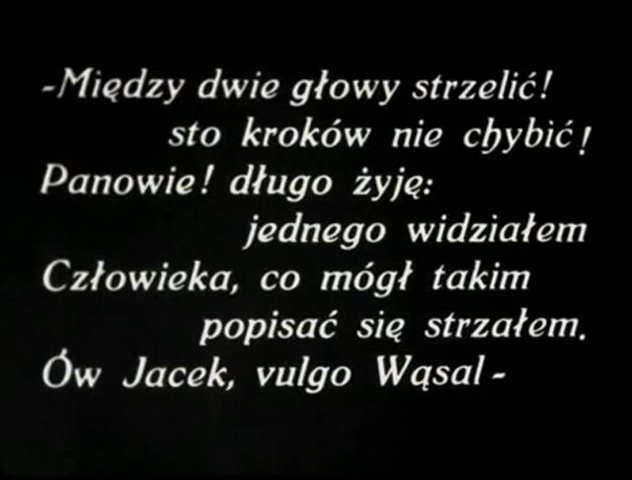 -Między dwie głowy strzelić!
sto kroków nie chybić!
Panowie! długo żyję:
jednego widziałem
Człowieka, co mógł takim
popisać się strzałem.
Ów Jacek, vulgo Wąsal-